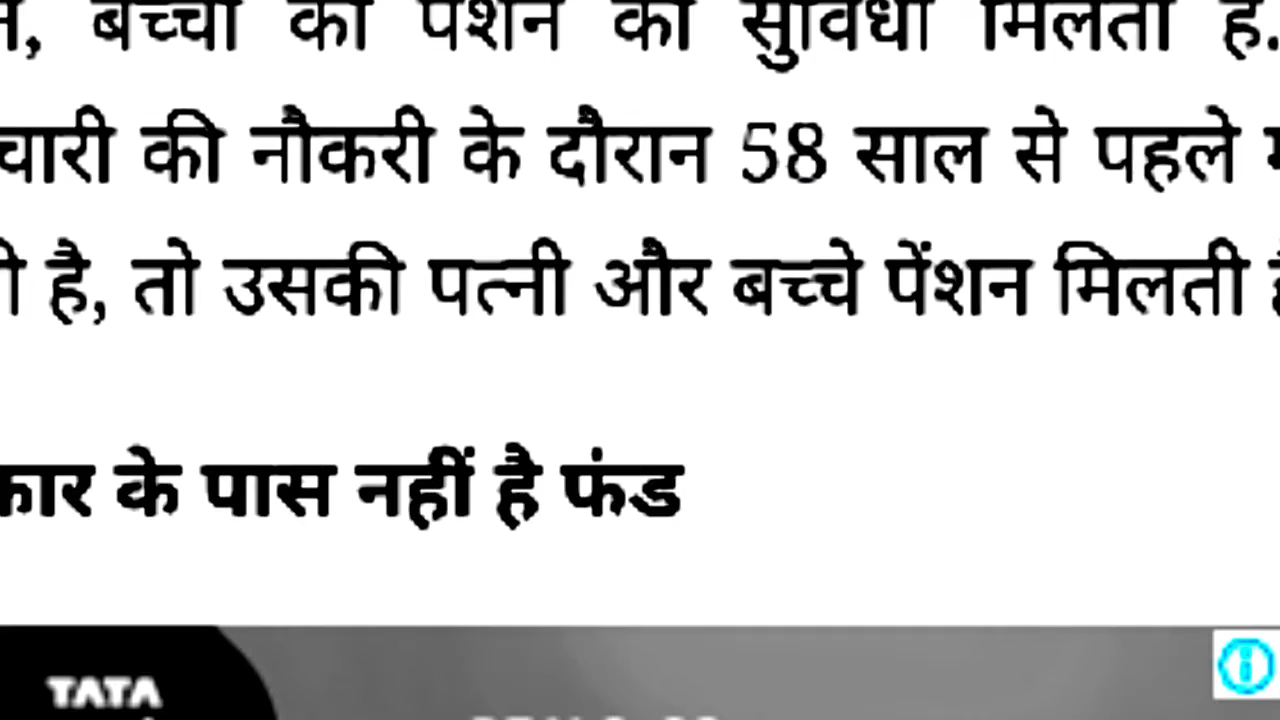 बच्चों को पेंशन की सुविधा मिलती है.
चारी की नौकरी के दौरान 58 साल से पहले
है, तो उसकी पत्नी और बच्चे पेंशन मिलती
कार के पास नहीं है फंड
TATA